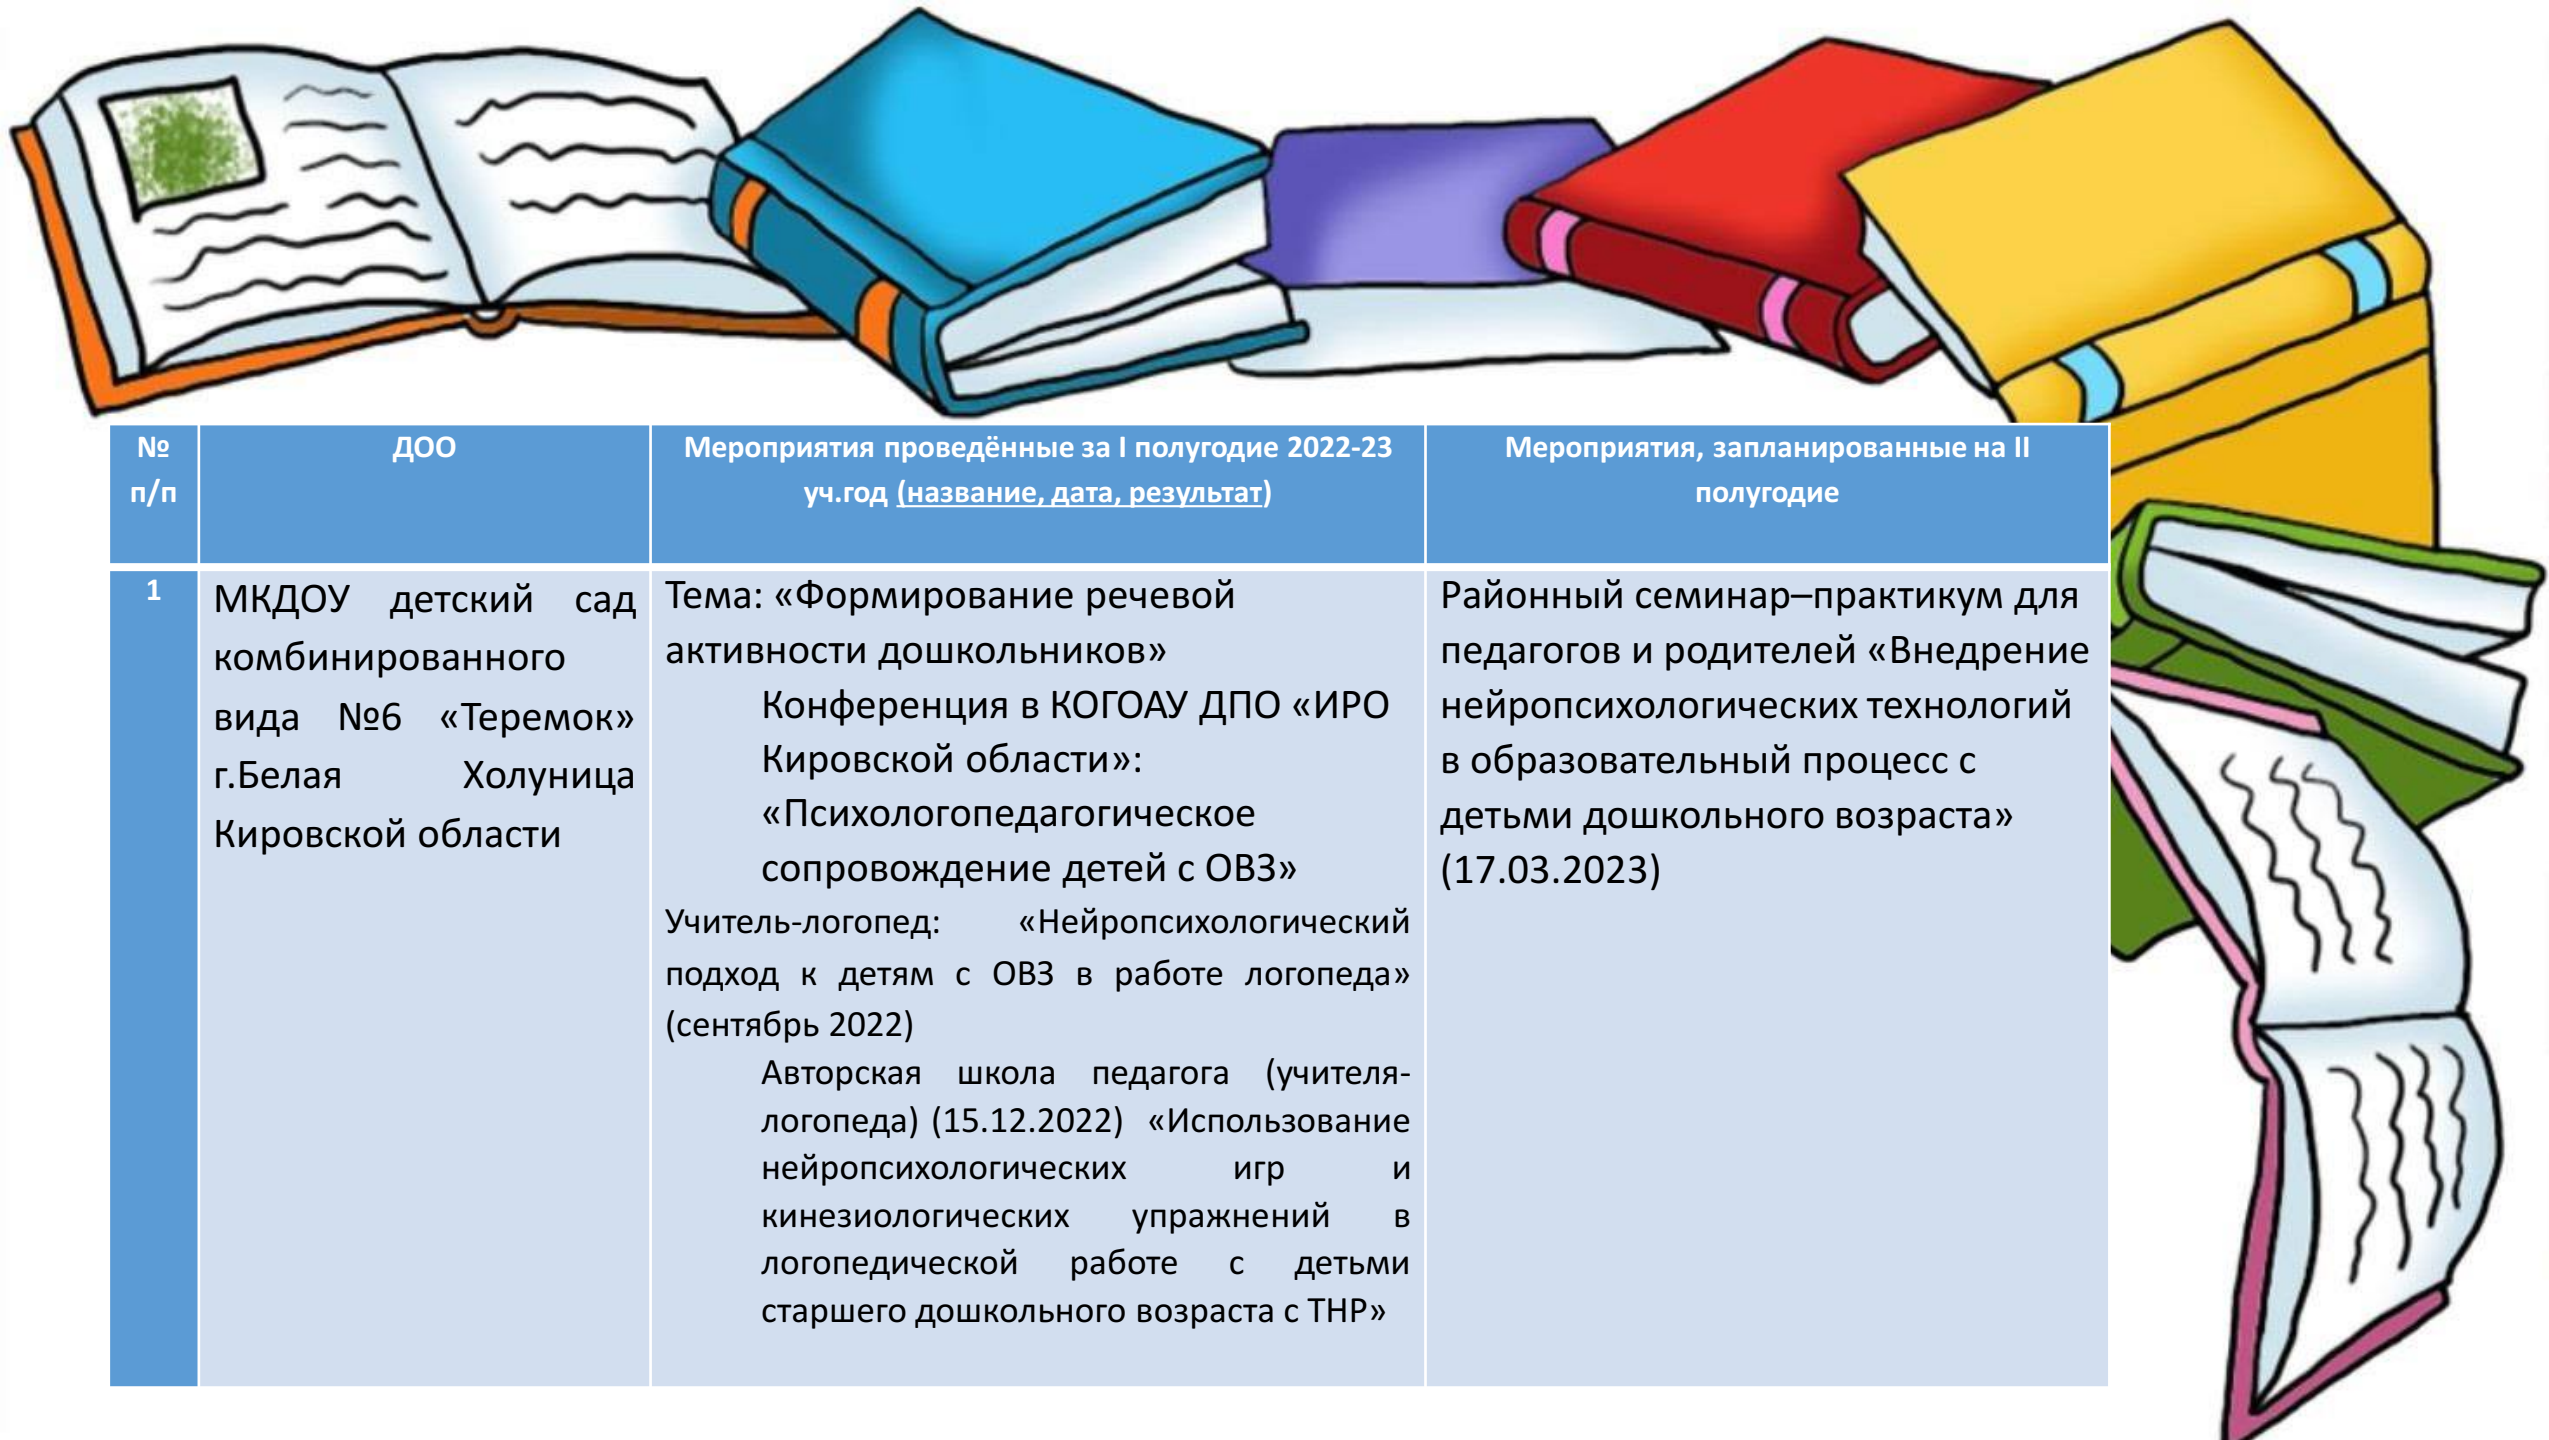 №
п/п
ДОО
Мероприятия проведённые за I полугодие 2022-23
уч.год (название, дата, результат)
Мероприятия, запланированные на II
полугодие
1
МКДОУ детский сад
комбинированного
вида №6 «Теремок»
г.Белая Холуница
Кировской области
Тема: «Формирование речевой
активности дошкольников»
Конференция в КОГОАУ ДПО «ИРО
Кировской области»:
«Психологопедагогическое
сопровождение детей с ОВЗ»
Учитель-логопед: «Нейропсихологический
подход к детям с ОВЗ в работе логопеда»
(сентябрь 2022)
Авторская школа педагога (учителя-
логопеда) (15.12.2022) «Использование
нейропсихологических игр и
кинезиологических упражнений в
логопедической работе с детьми
старшего дошкольного возраста с ТНР»
Районный семинар–практикум для
педагогов и родителей «Внедрение
нейропсихологических технологий
в образовательный процесс с
детьми дошкольного возраста»
(17.03.2023)